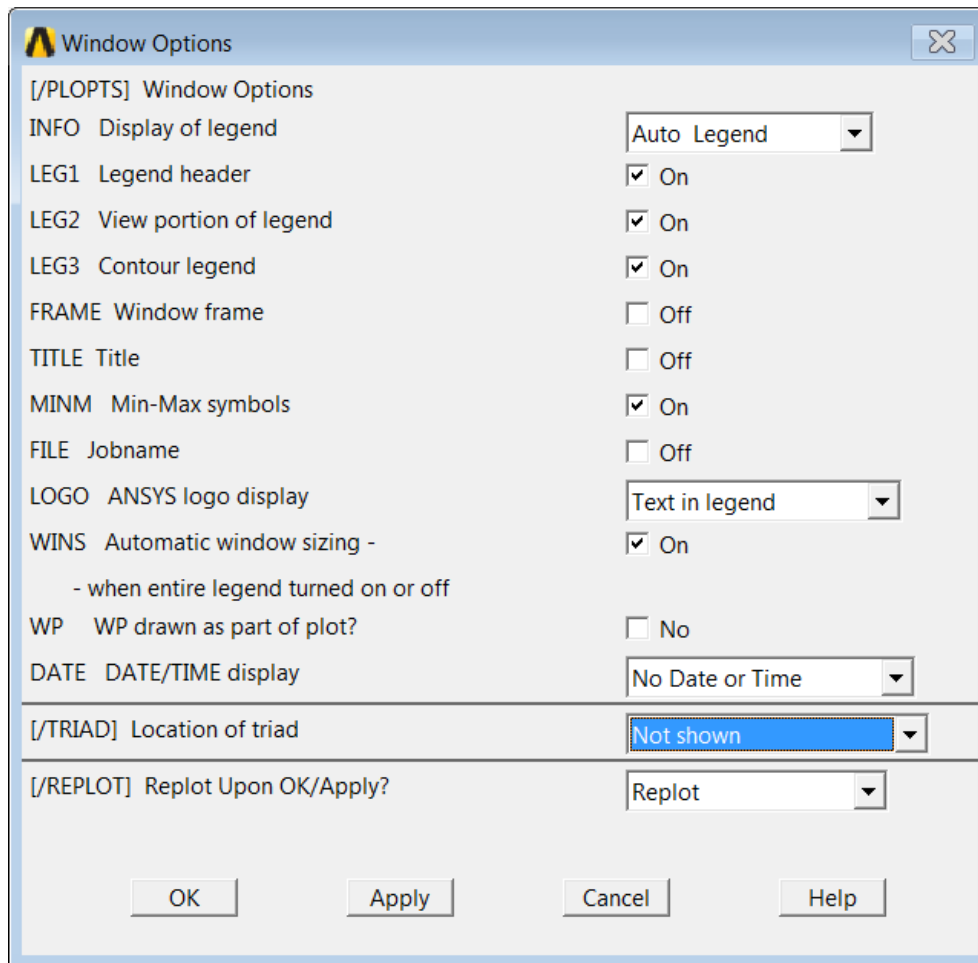 Window Options
[/PLOPTS] Window Options
INFO Display of legend Auto Legend
LEG1 Legend header On
LEG2 View portion of legend On
LEG3 Contour legend On
FRAME Window frame Off
TITLE Title Off
MINM Min-Max symbols On
FILE Jobname Off
LOGO ANSYS logo display Text in legend
WINS Automatic window sizing - On
- when entire legend turned on or off
WP WP drawn as part of plot? No
DATE DATE/TIME display No Date or Time
[/TRIAD] Location of triad Not shown
[/REPLOT] Replot Upon OK/Apply? Replot
OK Apply Cancel Help